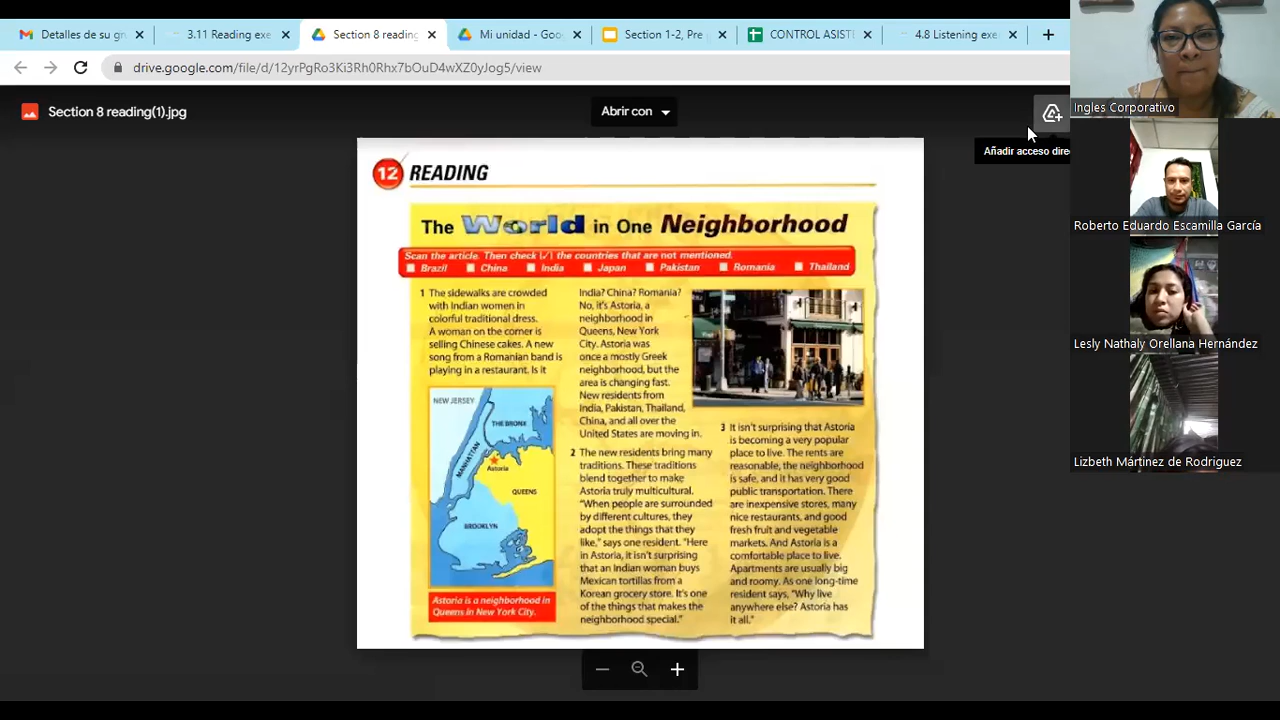 Detalles de su gr
3.11 Reading exe
Section 8 reading
Mi unidad - Goo
Section 1-2, Pre
CONTROL ASIST
4.8 Listening exe
drive.google.com/file/d/12yrPgRo3Ki3Rh0Rhx7bOuD4wXZ0yJog5/view
Section 8 reading(1).jpg
Abrir con
Añadir acceso dire
Ingles Corporativo
Roberto Eduardo Escamilla García
Lesly Nathaly Orellana Hernández
Lizbeth Mártinez de Rodriguez
12 READING
The World in One Neighborhood
Scan the article. Then check (✓) the countries that are not mentioned.
Brazil China India Japan Pakistan Romania Thailand
1 The sidewalks are crowded
with Indian women in
colorful traditional dress.
A woman on the corner is
selling Chinese cakes. A new
song from a Romanian band is
playing in a restaurant. Is it
NEW JERSEY
THE BRONX
MANHATTAN
Astoria
QUEENS
BROOKLYN
Astoria is a neighborhood in
Queens in New York City.
India? China? Romania?
No, it's Astoria, a
neighborhood in
Queens, New York
City. Astoria was
once a mostly Greek
neighborhood, but the
area is changing fast.
New residents from
India, Pakistan, Thailand,
China, and all over the
United States are moving in.
2 The new residents bring many
traditions. These traditions
blend together to make
Astoria truly multicultural.
"When people are surrounded
by different cultures, they
adopt the things that they
like," says one resident. "Here
in Astoria, it isn't surprising
that an Indian woman buys
Mexican tortillas from a
Korean grocery store. It's one
of the things that makes the
neighborhood special."
3 It isn't surprising that Astoria
is becoming a very popular
place to live. The rents are
reasonable, the neighborhood
is safe, and it has very good
public transportation. There
are inexpensive stores, many
nice restaurants, and good
fresh fruit and vegetable
markets. And Astoria is a
comfortable place to live.
Apartments are usually big
and roomy. As one long-time
resident says, "Why live
anywhere else? Astoria has
it all."